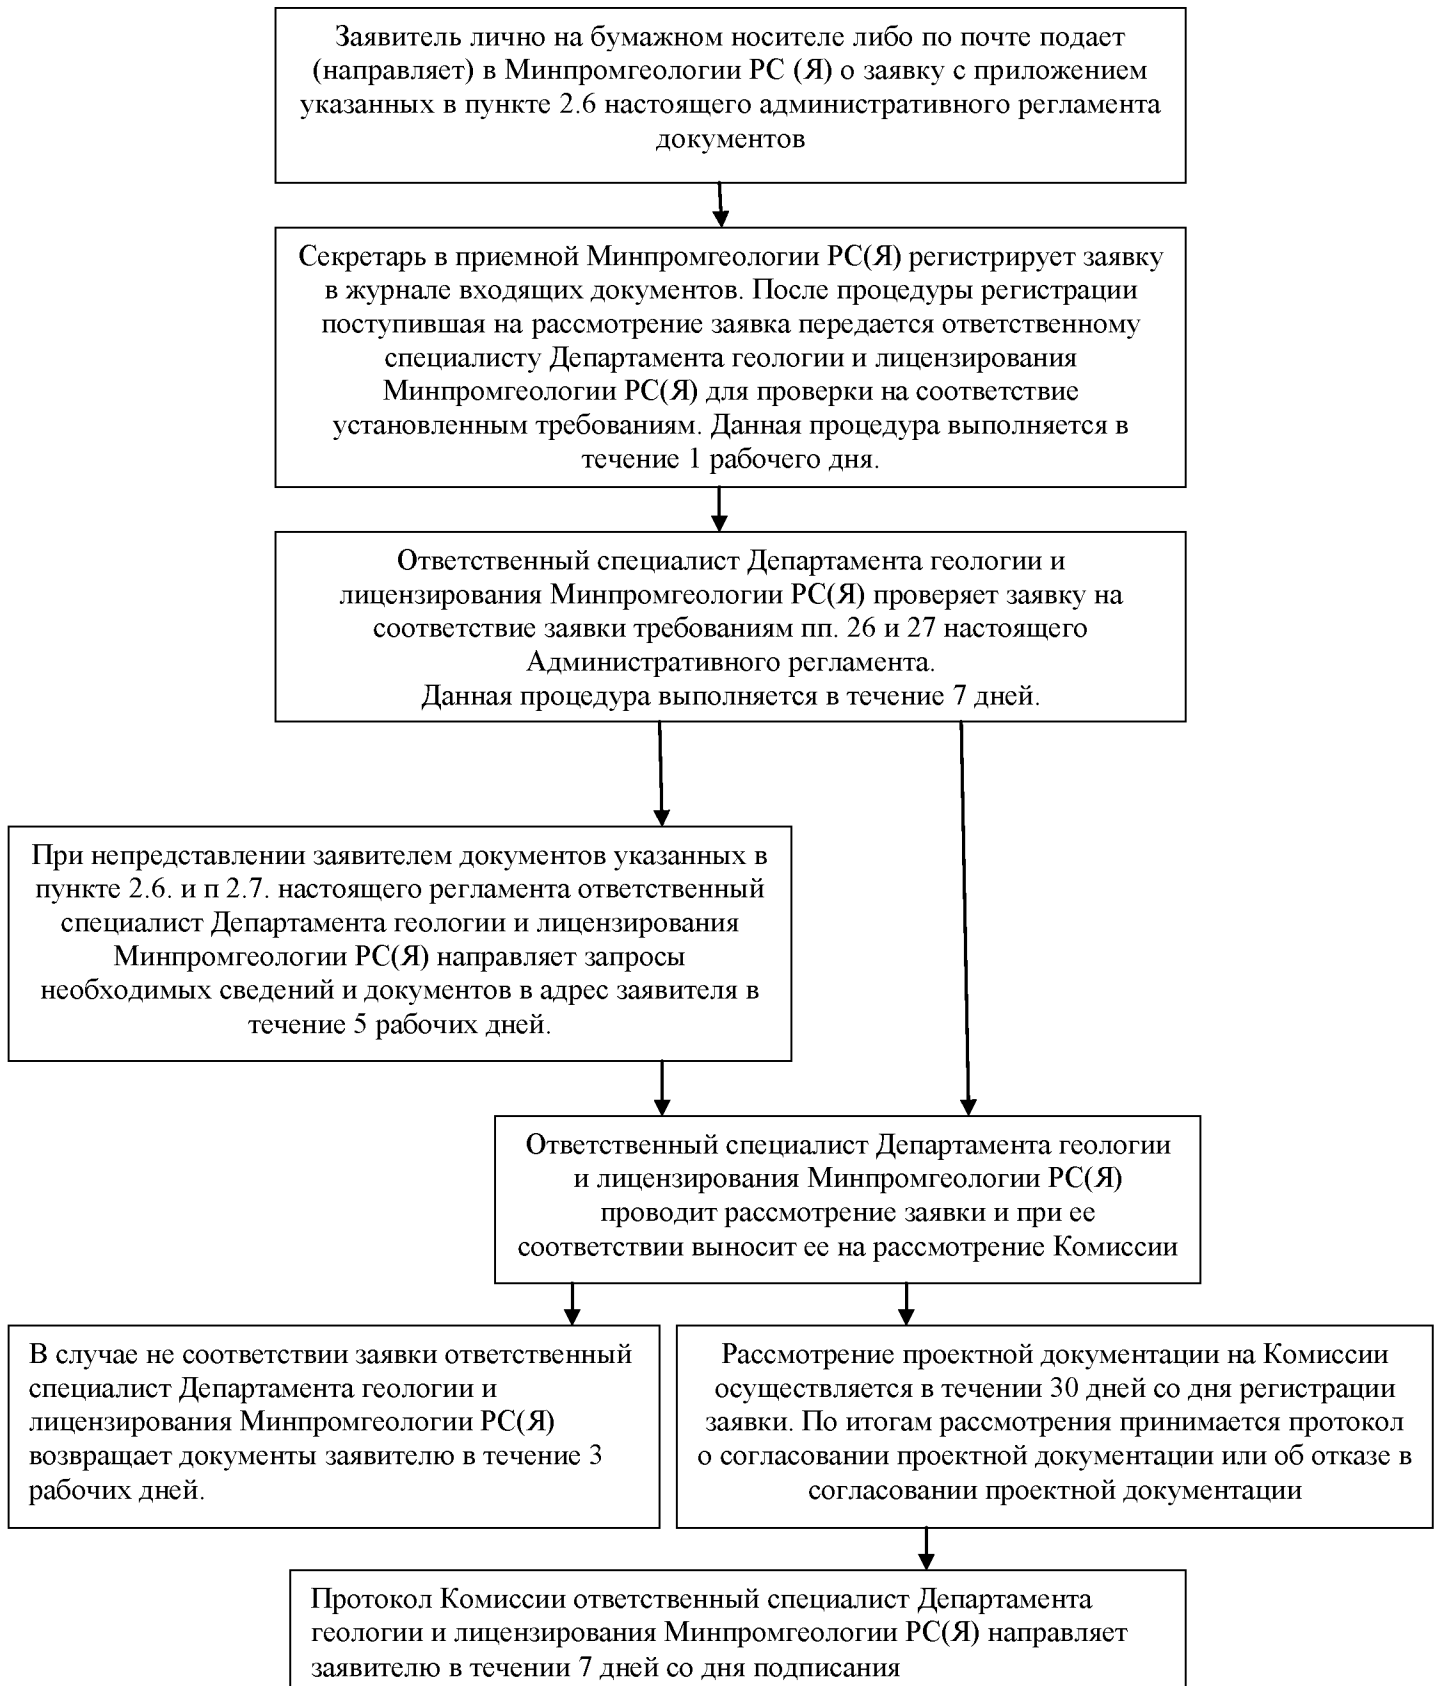 Заявитель лично на бумажном носителе либо по почте подает
(направляет) в Минпромгеологии РС (Я) о заявку с приложением
указанных в пункте 2.6 настоящего административного регламента
документов
Секретарь в приемной Минпромгеологии РС(Я) регистрирует заявку
в журнале входящих документов. После процедуры регистрации
поступившая на рассмотрение заявка передается ответственному
специалисту Департамента геологии и лицензирования
Минпромгеологии РС(Я) для проверки на соответствие
установленным требованиям. Данная процедура выполняется в
течение 1 рабочего дня.
Ответственный специалист Департамента геологии и
лицензирования Минпромгеологии РС(Я) проверяет заявку на
соответствие заявки требованиям пп. 26 и 27 настоящего
Административного регламента.
Данная процедура выполняется в течение 7 дней.
При непредставлении заявителем документов указанных в
пункте 2.6. и п 2.7. настоящего регламента ответственный
специалист Департамента геологии и лицензирования
Минпромгеологии РС(Я) направляет запросы
необходимых сведений и документов в адрес заявителя в
течение 5 рабочих дней.
Ответственный специалист Департамента геологии
и лицензирования Минпромгеологии РС(Я)
проводит рассмотрение заявки и при ее
соответствии выносит ее на рассмотрение Комиссии
В случае не соответствии заявки ответственный
специалист Департамента геологии и
лицензирования Минпромгеологии РС(Я)
возвращает документы заявителю в течение 3
рабочих дней.
Рассмотрение проектной документации на Комиссии
осуществляется в течении 30 дней со дня регистрации
заявки. По итогам рассмотрения принимается протокол
о согласовании проектной документации или об отказе в
согласовании проектной документации
Протокол Комиссии ответственный специалист Департамента
геологии и лицензирования Минпромгеологии РС(Я) направляет
заявителю в течении 7 дней со дня подписания